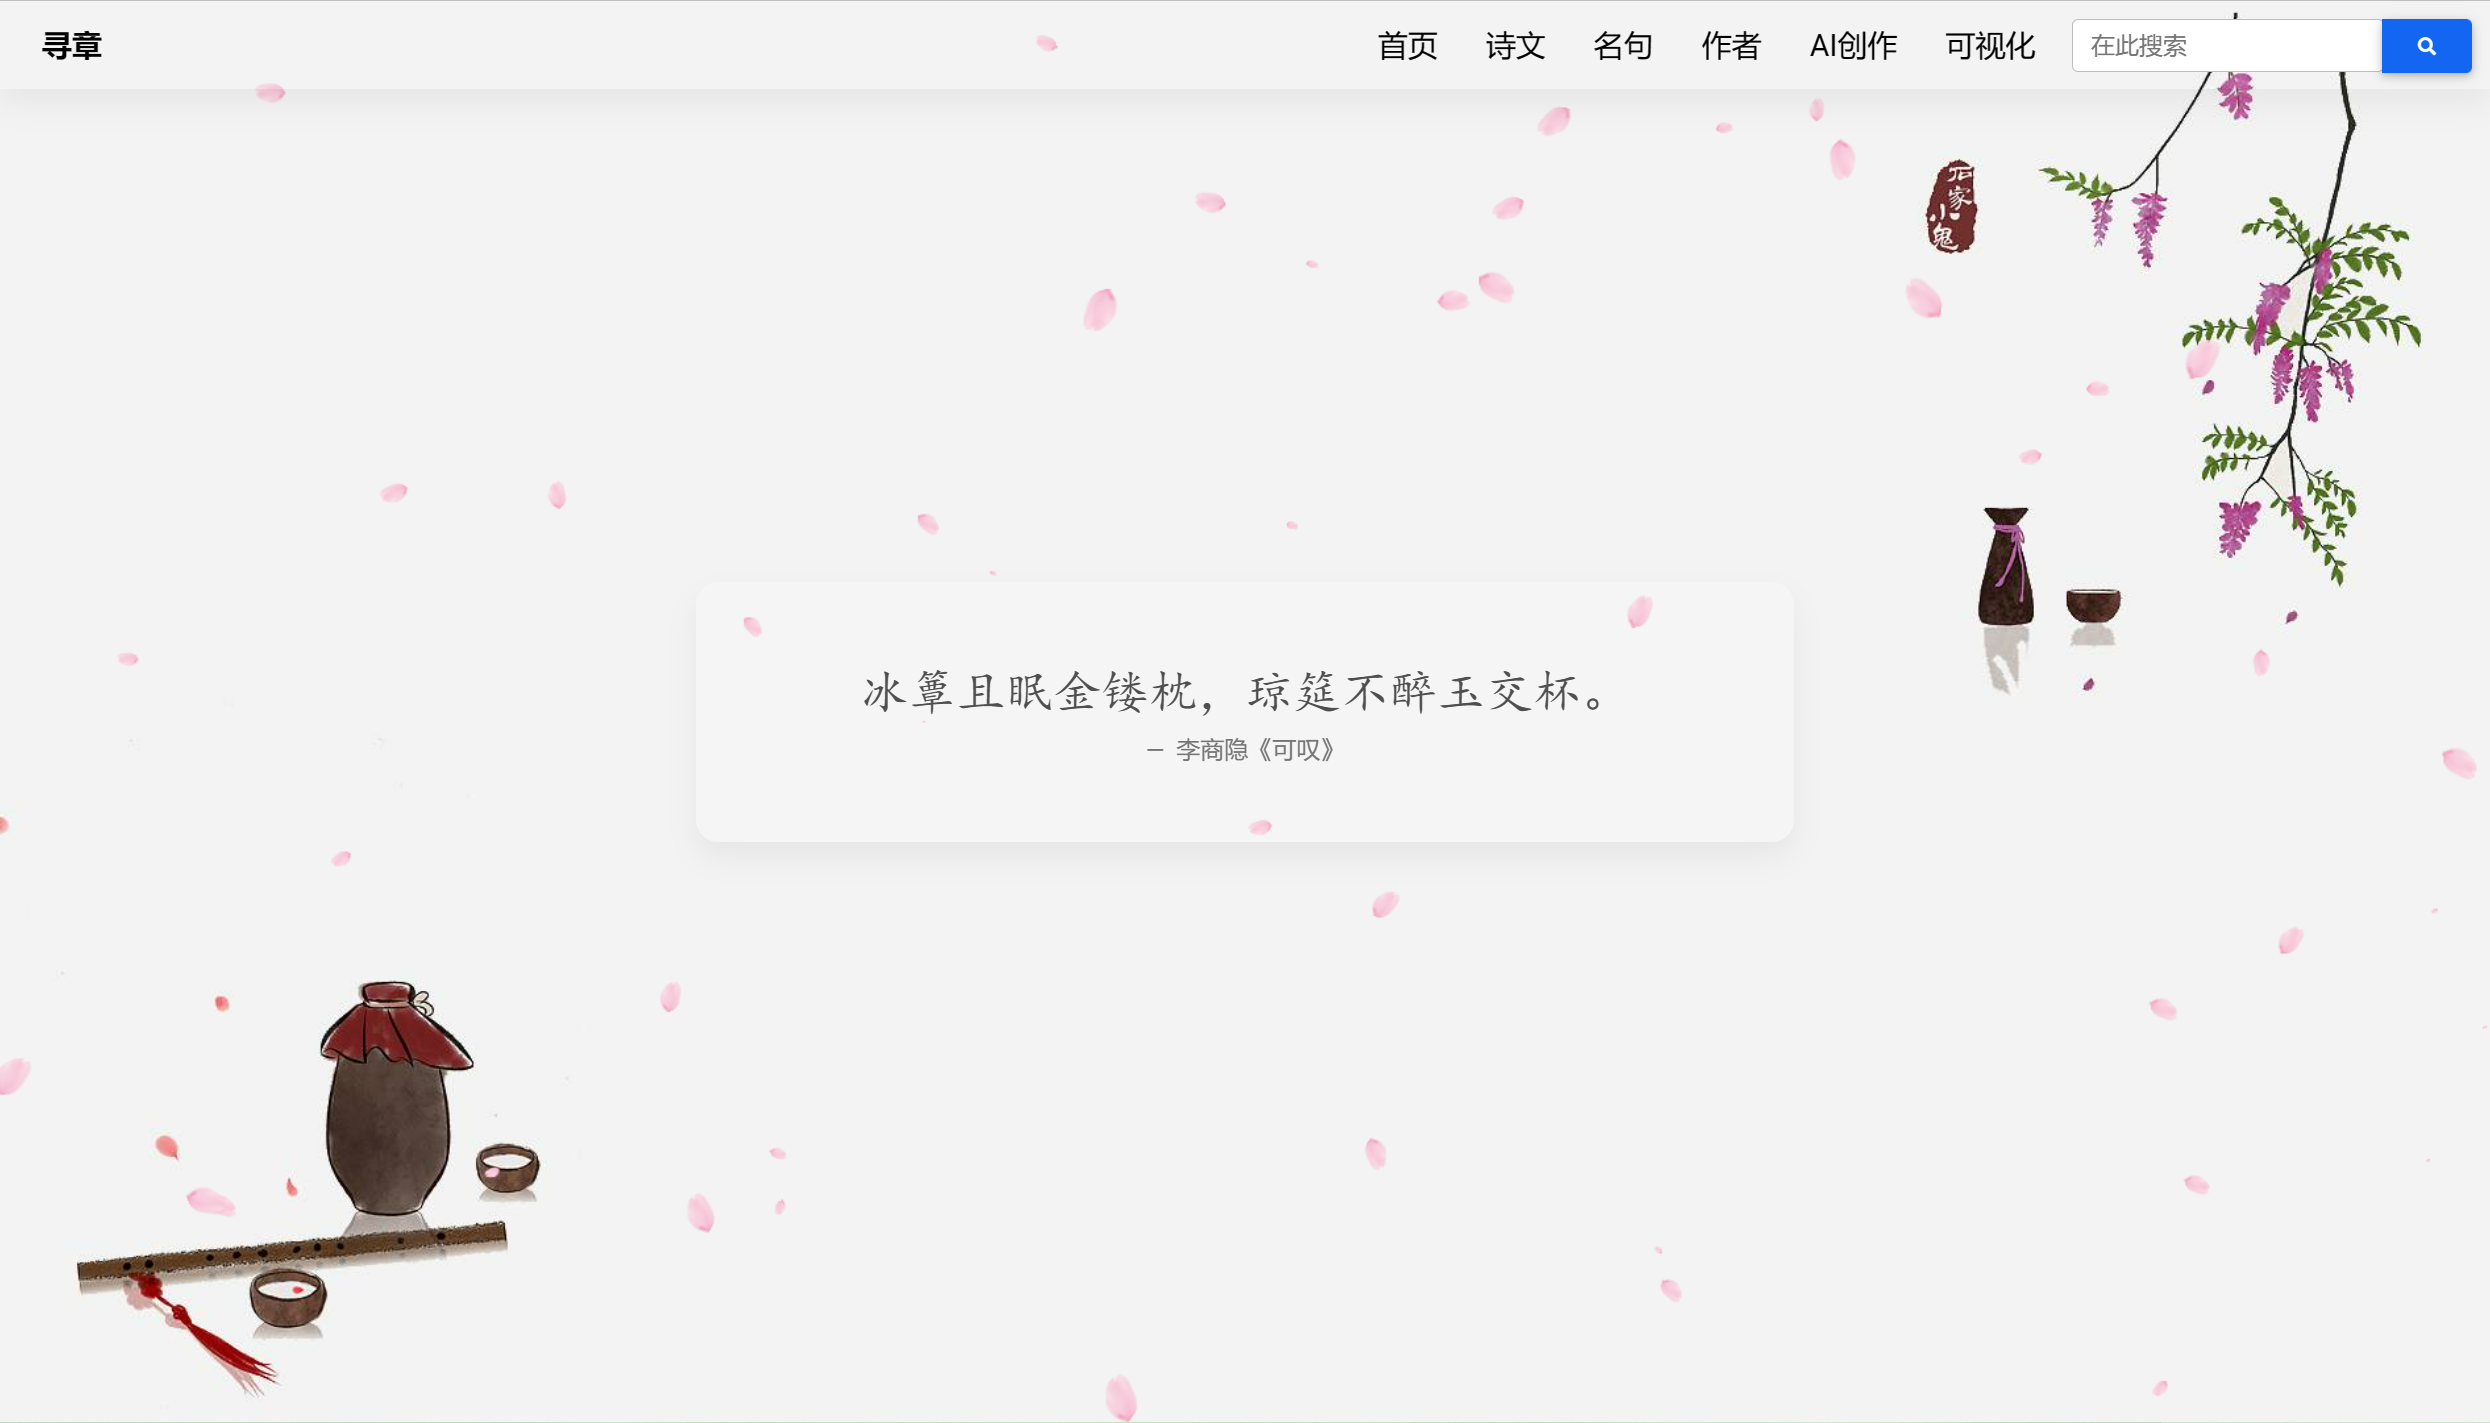 寻章
首页 诗文 名句 作者 AI创作 可视化 在此搜索
石家小鬼
冰簟且眠金镂枕，琼筵不醉玉交杯。
— 李商隐《可叹》